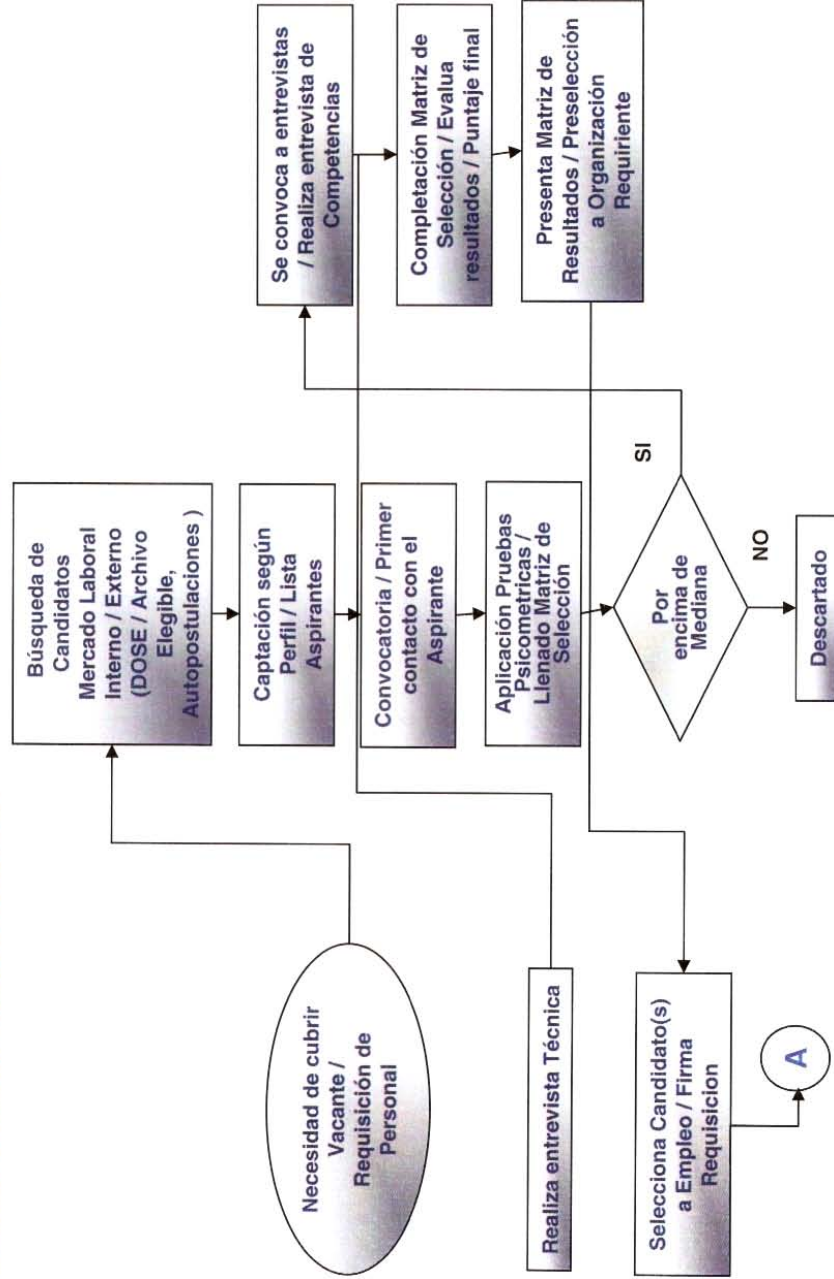 Necesidad de cubrir
Vacante /
Requisición de
Personal
Búsqueda de
Candidatos
Mercado Laboral
Interno / Externo
(DOSE / Archivo
Elegible,
Autopostulaciones )
Captación según
Perfil / Lista
Aspirantes
Convocatoria / Primer
contacto con el
Aspirante
Aplicación Pruebas
Psicometricas /
Llenado Matriz de
Selección
Por
encima de
Mediana
SI
NO
Descartado
Se convoca a entrevistas
/ Realiza entrevista de
Competencias
Realiza entrevista Técnica
Completación Matriz de
Selección / Evalua
resultados / Puntaje final
Presenta Matriz de
Resultados / Preselección
a Organización
Requiriente
Selecciona Candidato(s)
a Empleo / Firma
Requisicion
A